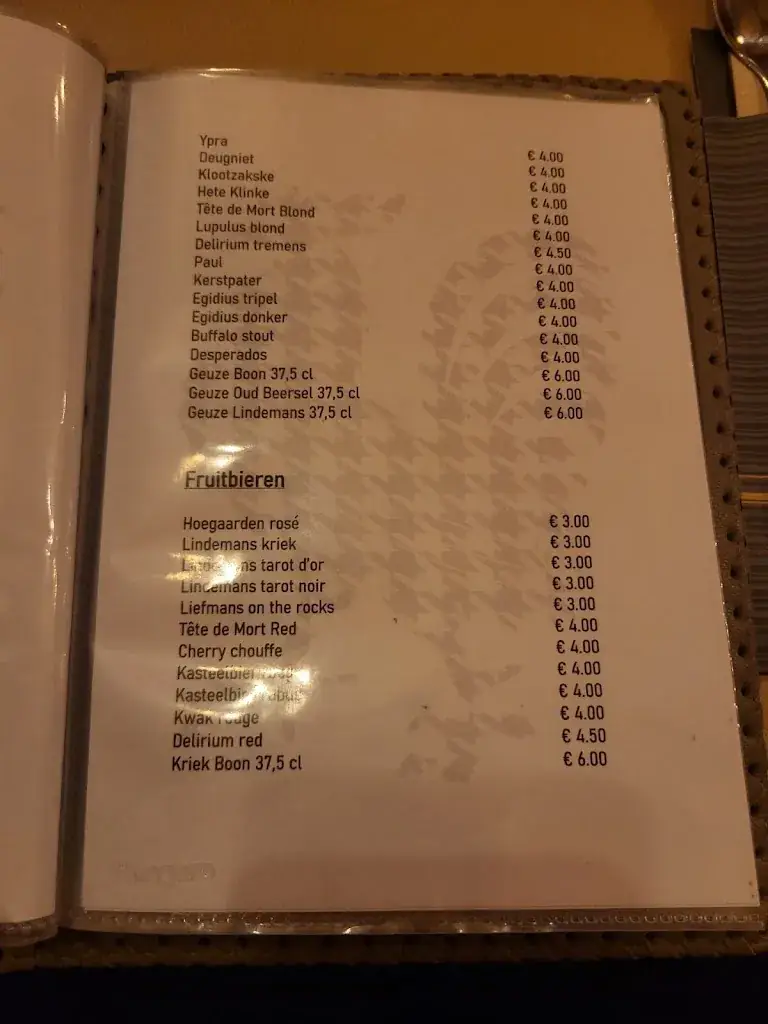 Ypra € 4.00
Deugniet € 4.00
Klootzakske € 4.00
Hete Klinke € 4.00
Tête de Mort Blond € 4.00
Lupulus blond € 4.00
Delirium tremens € 4.50
Paul € 4.00
Kerstpater € 4.00
Egidius tripel € 4.00
Egidius donker € 4.00
Buffalo stout € 4.00
Desperados € 4.00
Geuze Boon 37,5 cl € 6.00
Geuze Oud Beersel 37,5 cl € 6.00
Geuze Lindemans 37,5 cl € 6.00
Fruitbieren
Hoegaarden rosé € 3.00
Lindemans kriek € 3.00
Lindemans tarot d'or € 3.00
Lindemans tarot noir € 3.00
Liefmans on the rocks € 3.00
Tête de Mort Red € 4.00
Cherry chouffe € 4.00
Kasteelbier € 4.00
Kasteelbier € 4.00
Kwak rouge € 4.00
Delirium red € 4.50
Kriek Boon 37,5 cl € 6.00